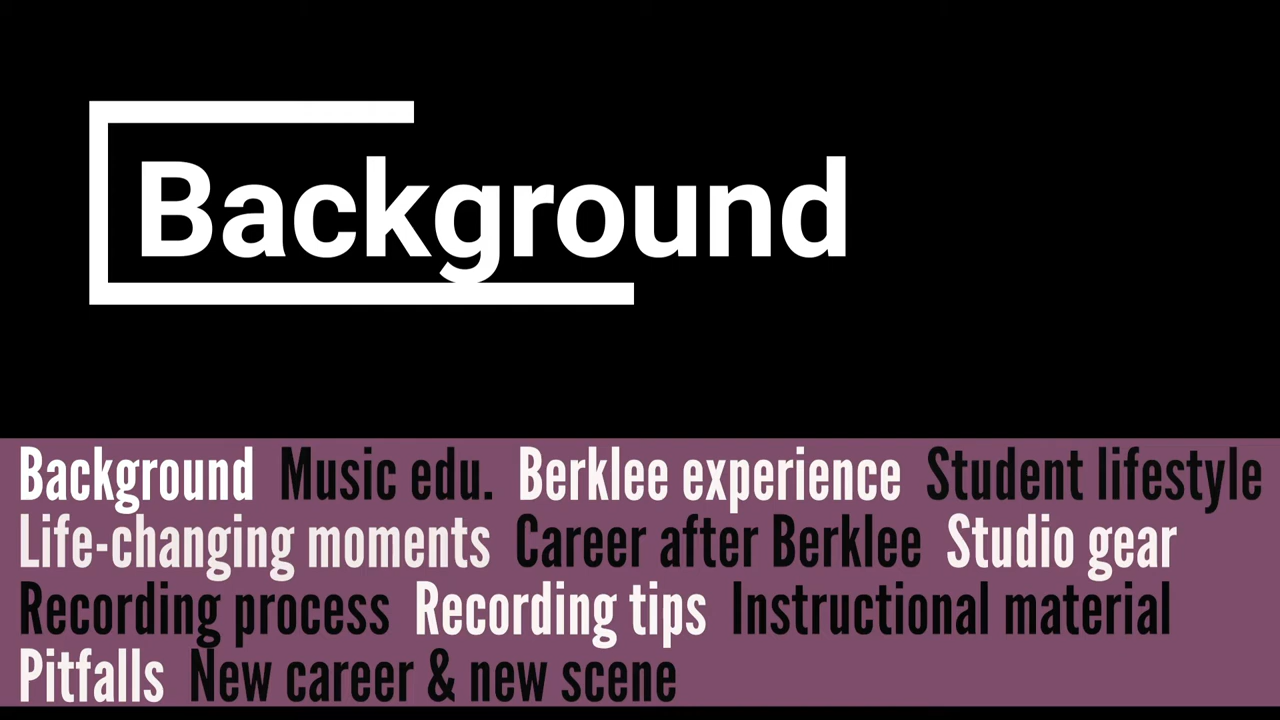 Background
Background Music edu. Berklee experience Student lifestyle
Life-changing moments Career after Berklee Studio gear
Recording process Recording tips Instructional material
Pitfalls New career & new scene